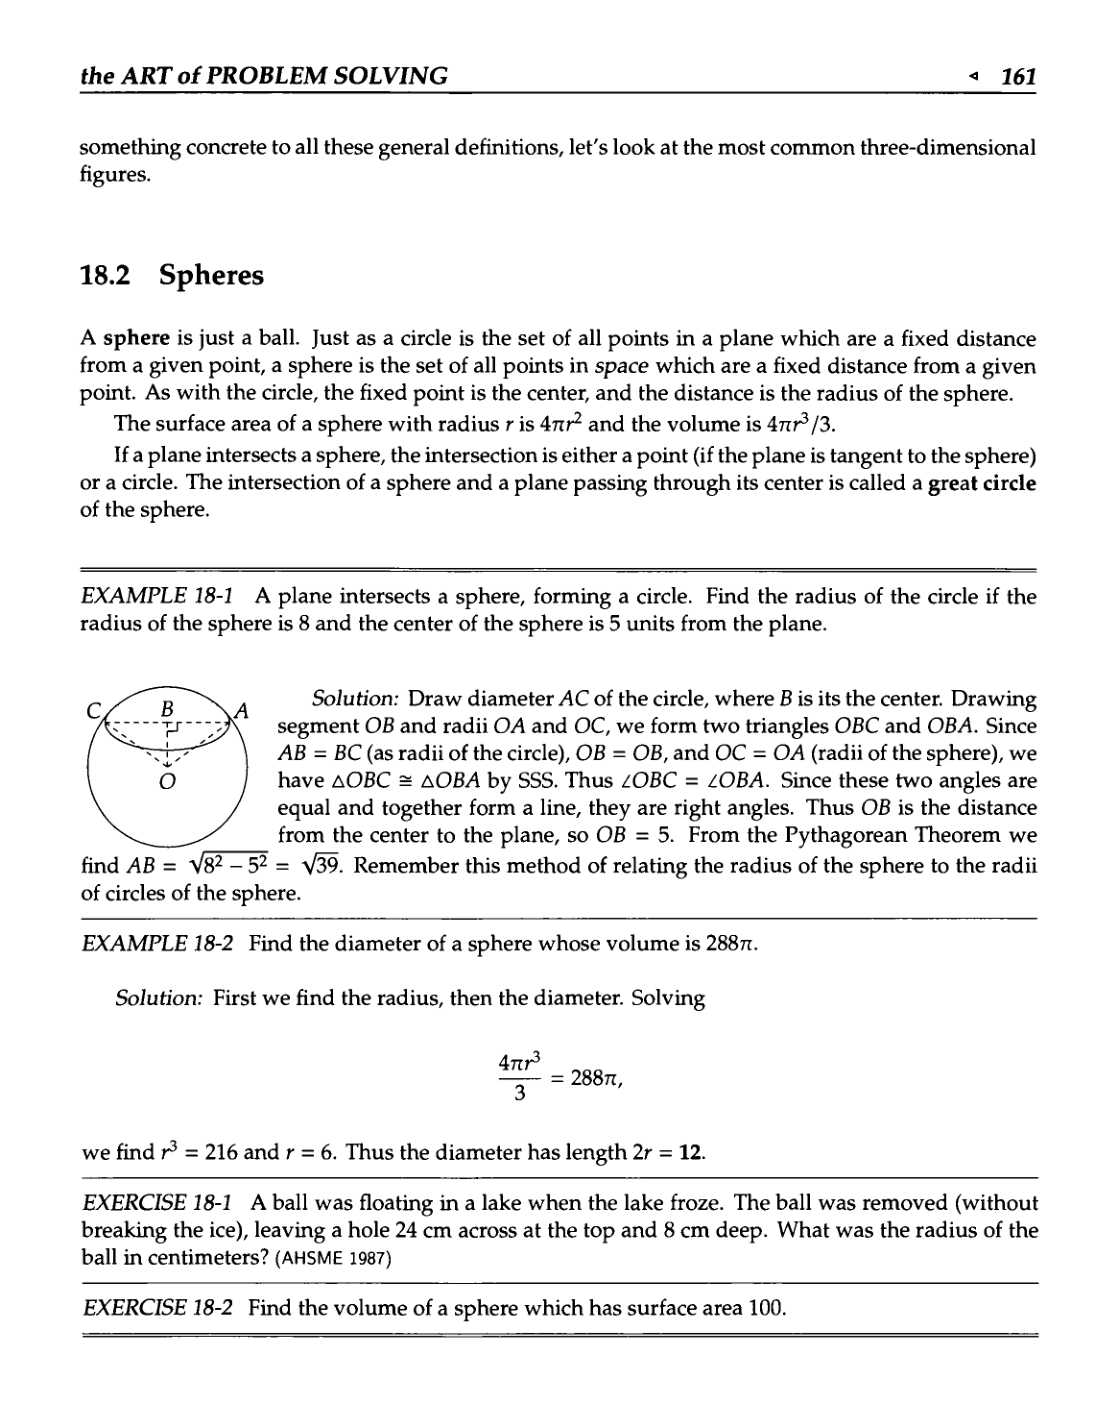 the ART of PROBLEM SOLVING ◃ 161
something concrete to all these general definitions, let's look at the most common three-dimensional
figures.
18.2 Spheres
A sphere is just a ball. Just as a circle is the set of all points in a plane which are a fixed distance
from a given point, a sphere is the set of all points in space which are a fixed distance from a given
point. As with the circle, the fixed point is the center, and the distance is the radius of the sphere.
The surface area of a sphere with radius r is 4πr² and the volume is 4πr³/3.
If a plane intersects a sphere, the intersection is either a point (if the plane is tangent to the sphere)
or a circle. The intersection of a sphere and a plane passing through its center is called a great circle
of the sphere.
EXAMPLE 18-1 A plane intersects a sphere, forming a circle. Find the radius of the circle if the
radius of the sphere is 8 and the center of the sphere is 5 units from the plane.
C B A
O
Solution: Draw diameter AC of the circle, where B is its the center. Drawing
segment OB and radii OA and OC, we form two triangles OBC and OBA. Since
AB = BC (as radii of the circle), OB = OB, and OC = OA (radii of the sphere), we
have △OBC ≅ △OBA by SSS. Thus ∠OBC = ∠OBA. Since these two angles are
equal and together form a line, they are right angles. Thus OB is the distance
from the center to the plane, so OB = 5. From the Pythagorean Theorem we
find AB = √(8² − 5²) = √39. Remember this method of relating the radius of the sphere to the radii
of circles of the sphere.
EXAMPLE 18-2 Find the diameter of a sphere whose volume is 288π.
Solution: First we find the radius, then the diameter. Solving
4πr³/3 = 288π,
we find r³ = 216 and r = 6. Thus the diameter has length 2r = 12.
EXERCISE 18-1 A ball was floating in a lake when the lake froze. The ball was removed (without
breaking the ice), leaving a hole 24 cm across at the top and 8 cm deep. What was the radius of the
ball in centimeters? (AHSME 1987)
EXERCISE 18-2 Find the volume of a sphere which has surface area 100.